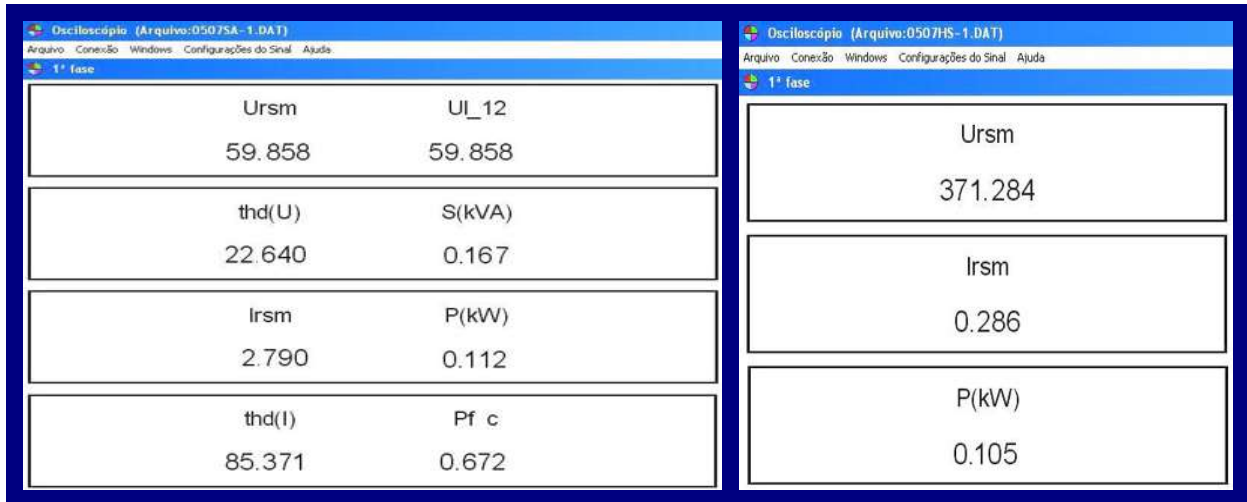 Osciloscópio (Arquivo:0507SA-1.DAT)
Arquivo Conexão Windows Configurações do Sinal Ajuda
1ª fase
Ursm UI_12
59.858 59.858
thd(U) S(kVA)
22.640 0.167
Irsm P(kW)
2.790 0.112
thd(I) Pf c
85.371 0.672
Osciloscópio (Arquivo:0507HS-1.DAT)
Arquivo Conexão Windows Configurações do Sinal Ajuda
1ª fase
Ursm
371.284
Irsm
0.286
P(kW)
0.105